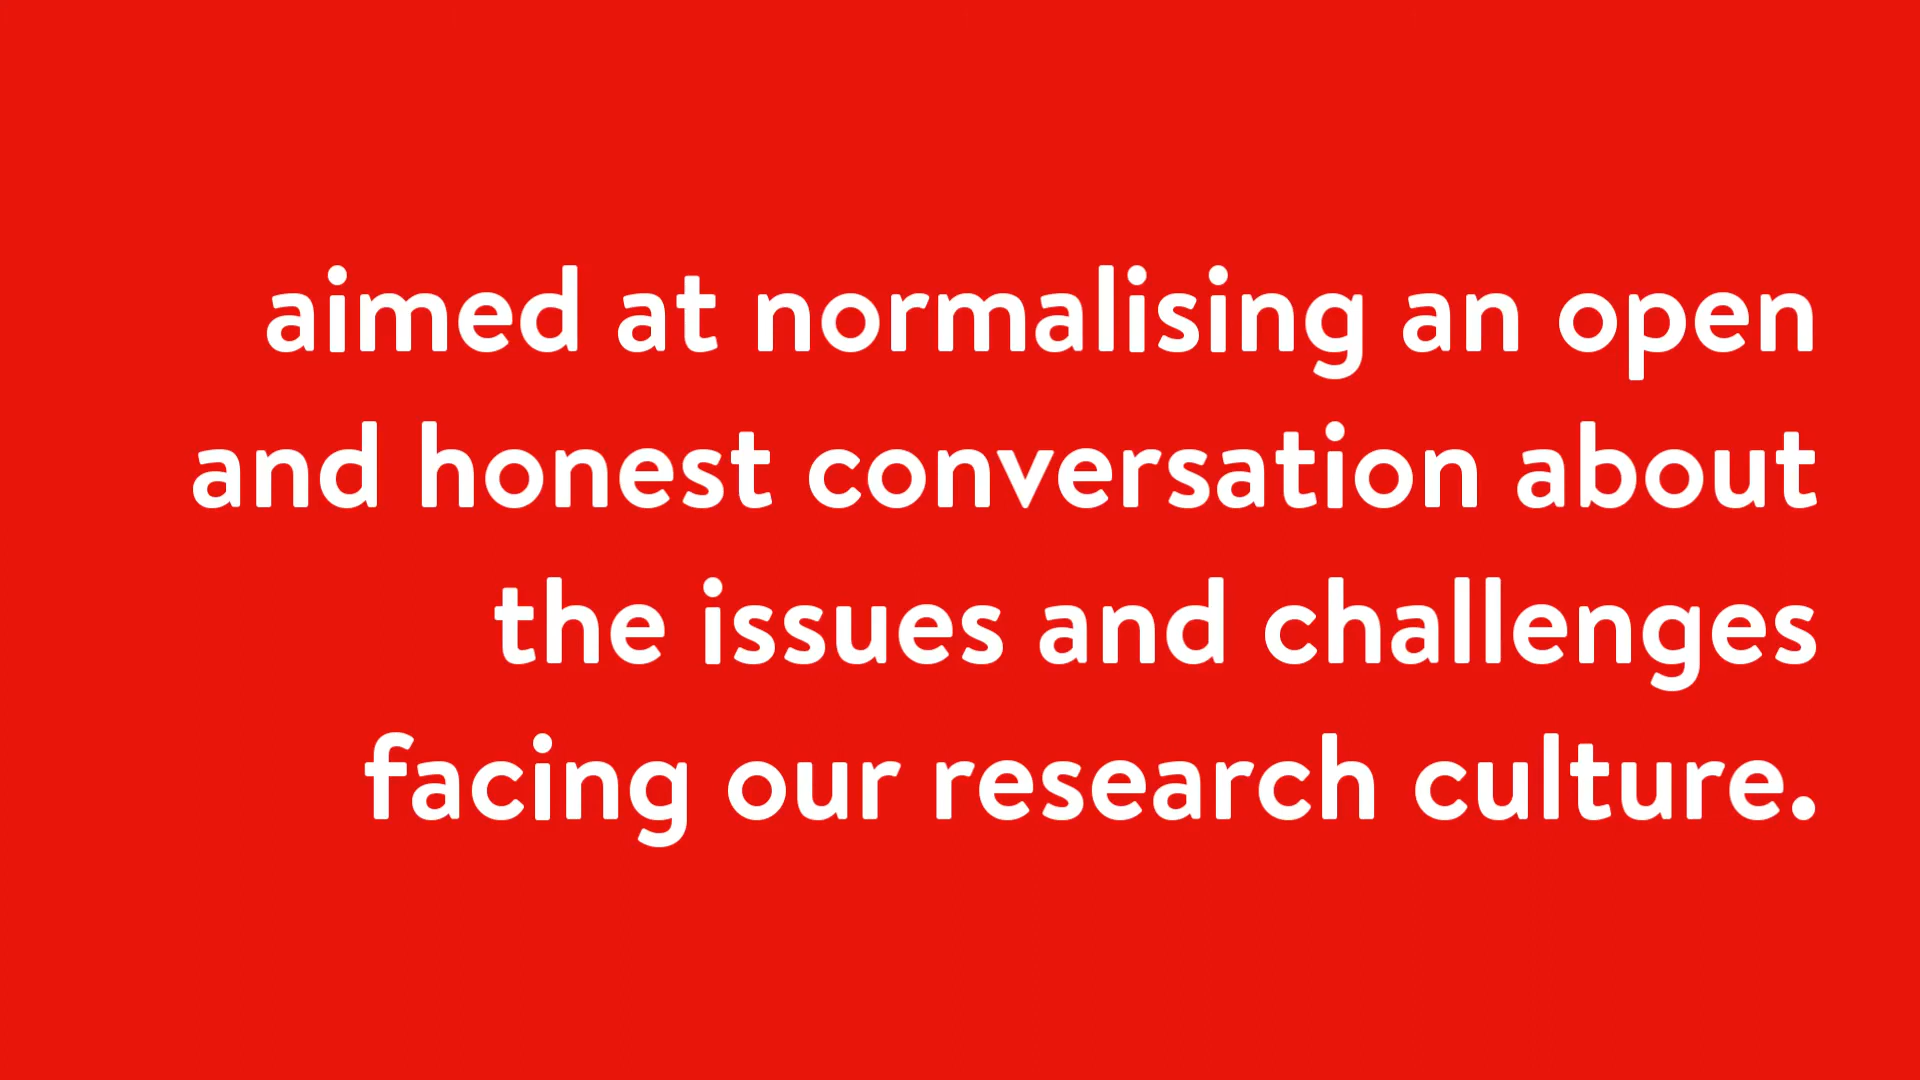 aimed at normalising an open
and honest conversation about
the issues and challenges
facing our research culture.